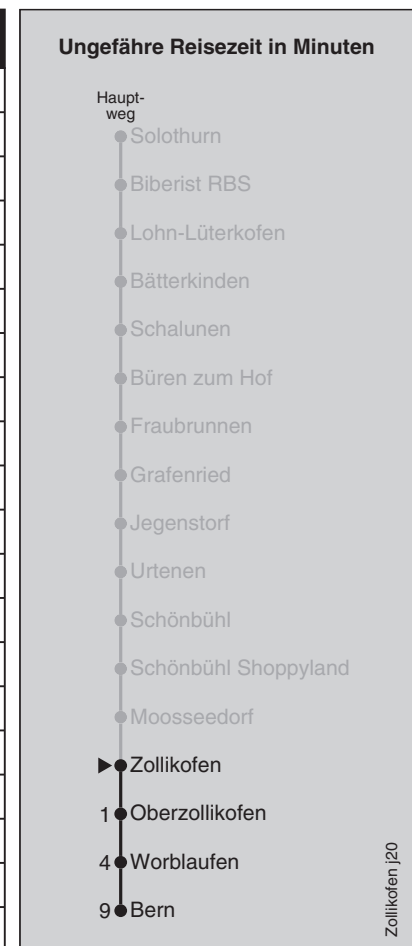 Ungefähre Reisezeit in Minuten
Haupt-
weg
Solothurn
Biberist RBS
Lohn-Lüterkofen
Bätterkinden
Schalunen
Büren zum Hof
Fraubrunnen
Grafenried
Jegenstorf
Urtenen
Schönbühl
Schönbühl Shoppyland
Moosseedorf
Zollikofen
1 Oberzollikofen
4 Worblaufen
9 Bern
Zollikofen j20